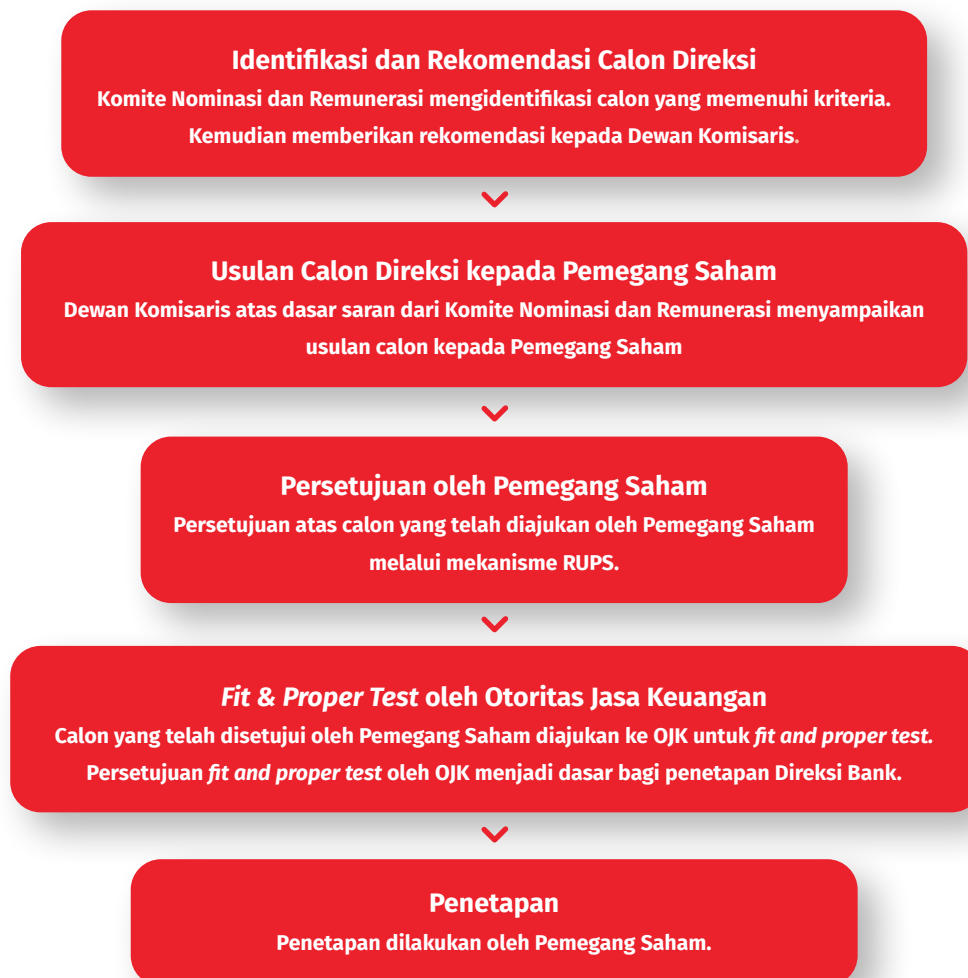 Identifikasi dan Rekomendasi Calon Direksi
Komite Nominasi dan Remunerasi mengidentifikasi calon yang memenuhi kriteria.
Kemudian memberikan rekomendasi kepada Dewan Komisaris.
Usulan Calon Direksi kepada Pemegang Saham
Dewan Komisaris atas dasar saran dari Komite Nominasi dan Remunerasi menyampaikan
usulan calon kepada Pemegang Saham
Persetujuan oleh Pemegang Saham
Persetujuan atas calon yang telah diajukan oleh Pemegang Saham
melalui mekanisme RUPS.
Fit & Proper Test oleh Otoritas Jasa Keuangan
Calon yang telah disetujui oleh Pemegang Saham diajukan ke OJK untuk fit and proper test.
Persetujuan fit and proper test oleh OJK menjadi dasar bagi penetapan Direksi Bank.
Penetapan
Penetapan dilakukan oleh Pemegang Saham.